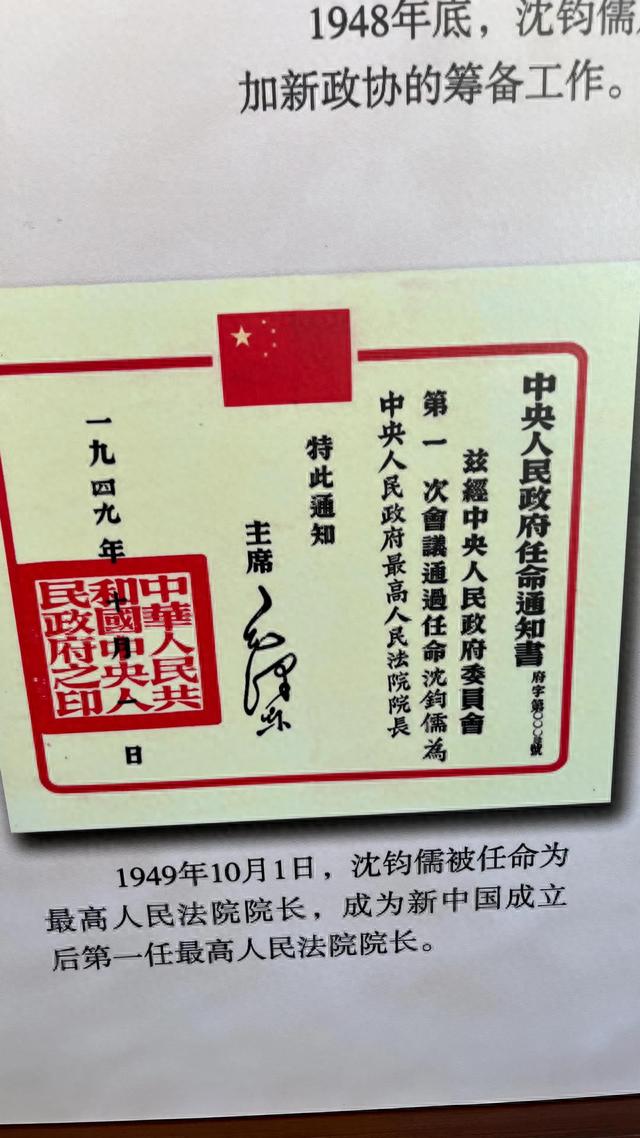 1948年底，沈钧儒
加新政协的筹备工作。
中央人民政府任命通知書
府字第〇〇〇號
兹經中央人民政府委員會
第一次會議通過任命沈鈞儒為
中央人民政府最高人民法院院長
特此通知
主席 毛澤东
一九四九年十月一日
中華人民共
和國中央人
民政府之印
1949年10月1日，沈钧儒被任命为
最高人民法院院长，成为新中国成立
后第一任最高人民法院院长。